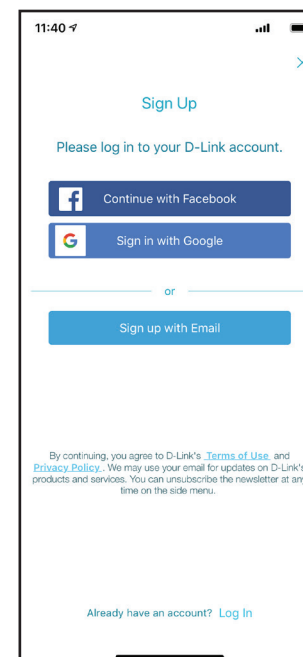 11:40
Sign Up
Please log in to your D-Link account.
Continue with Facebook
Sign in with Google
or
Sign up with Email
By continuing, you agree to D-Link's Terms of Use and
Privacy Policy . We may use your email for updates on D-Link's
products and services. You can unsubscribe the newsletter at any
time on the side menu.
Already have an account? Log In